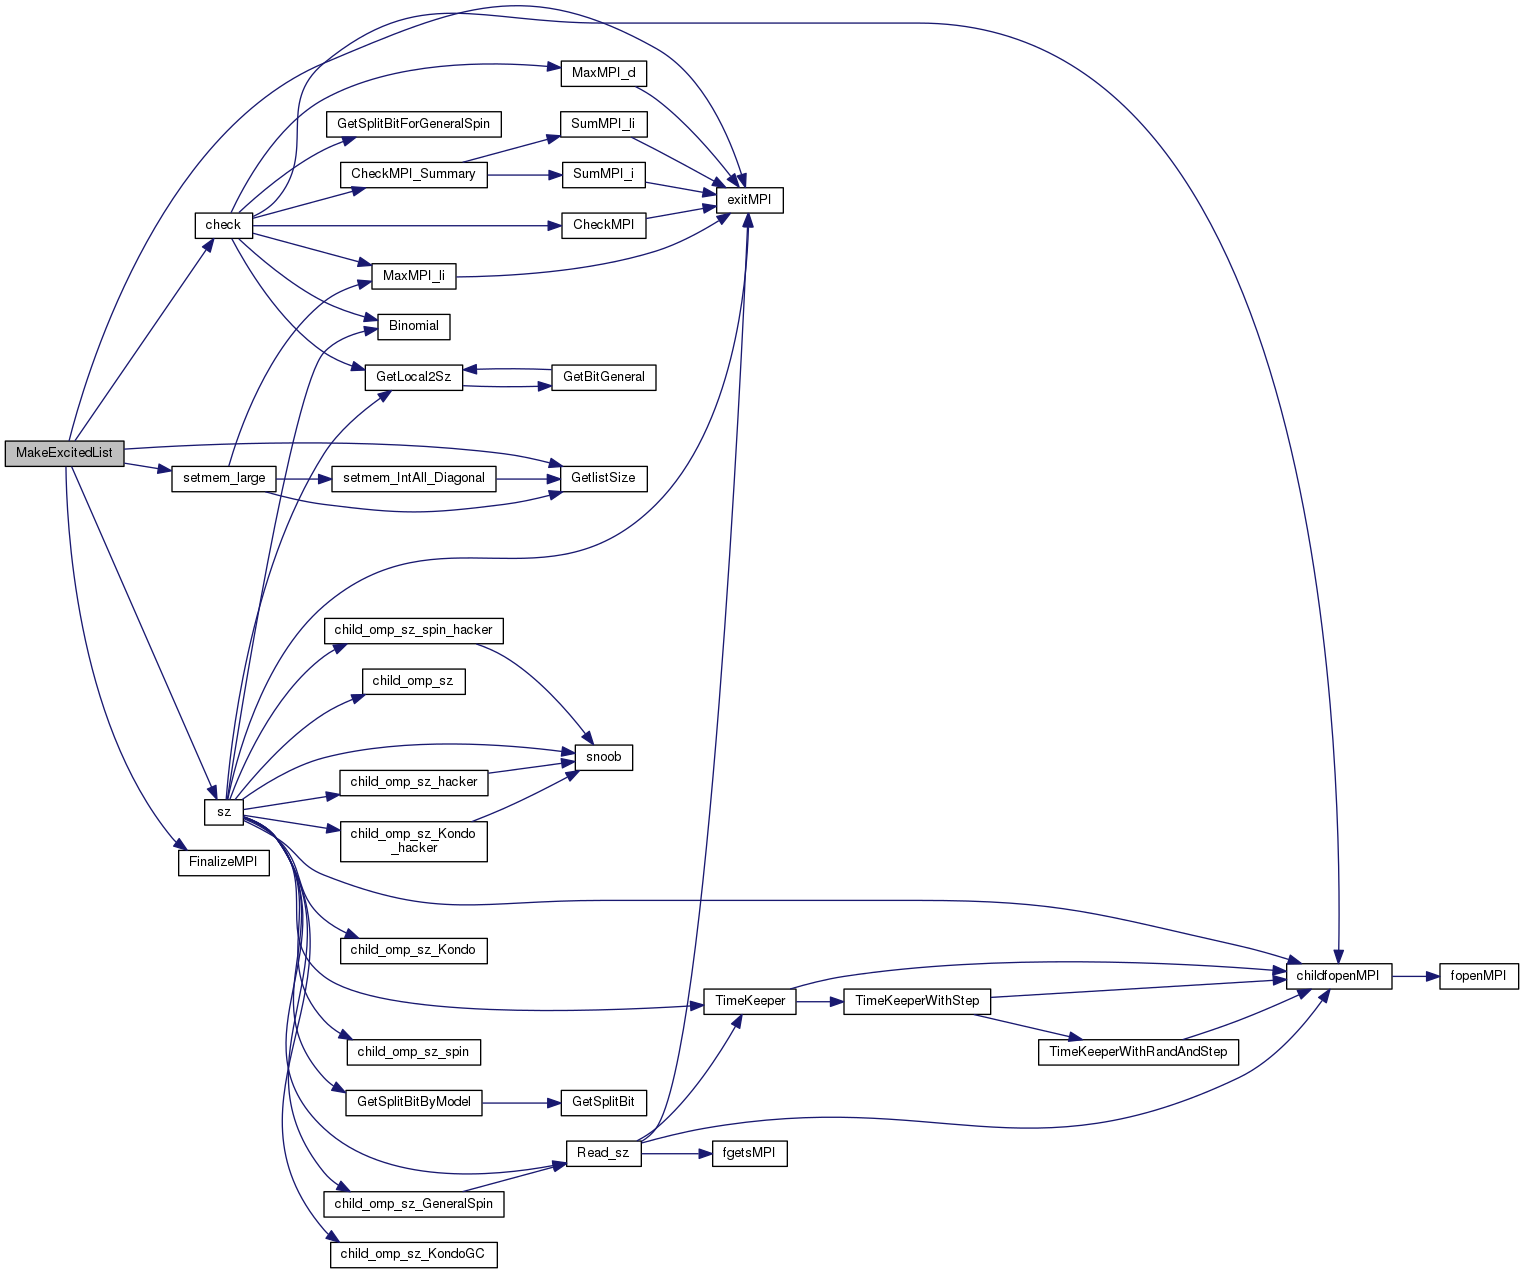 MaxMPI_d
GetSplitBitForGeneralSpin
SumMPI_li
CheckMPI_Summary
SumMPI_i
exitMPI
check
CheckMPI
MaxMPI_li
Binomial
GetLocal2Sz
GetBitGeneral
MakeExcitedList
setmem_large
setmem_IntAll_Diagonal
GetlistSize
child_omp_sz_spin_hacker
child_omp_sz
snoob
child_omp_sz_hacker
sz
child_omp_sz_Kondo
_hacker
FinalizeMPI
child_omp_sz_Kondo
childfopenMPI
fopenMPI
TimeKeeper
TimeKeeperWithStep
child_omp_sz_spin
TimeKeeperWithRandAndStep
GetSplitBitByModel
GetSplitBit
Read_sz
fgetsMPI
child_omp_sz_GeneralSpin
child_omp_sz_KondoGC